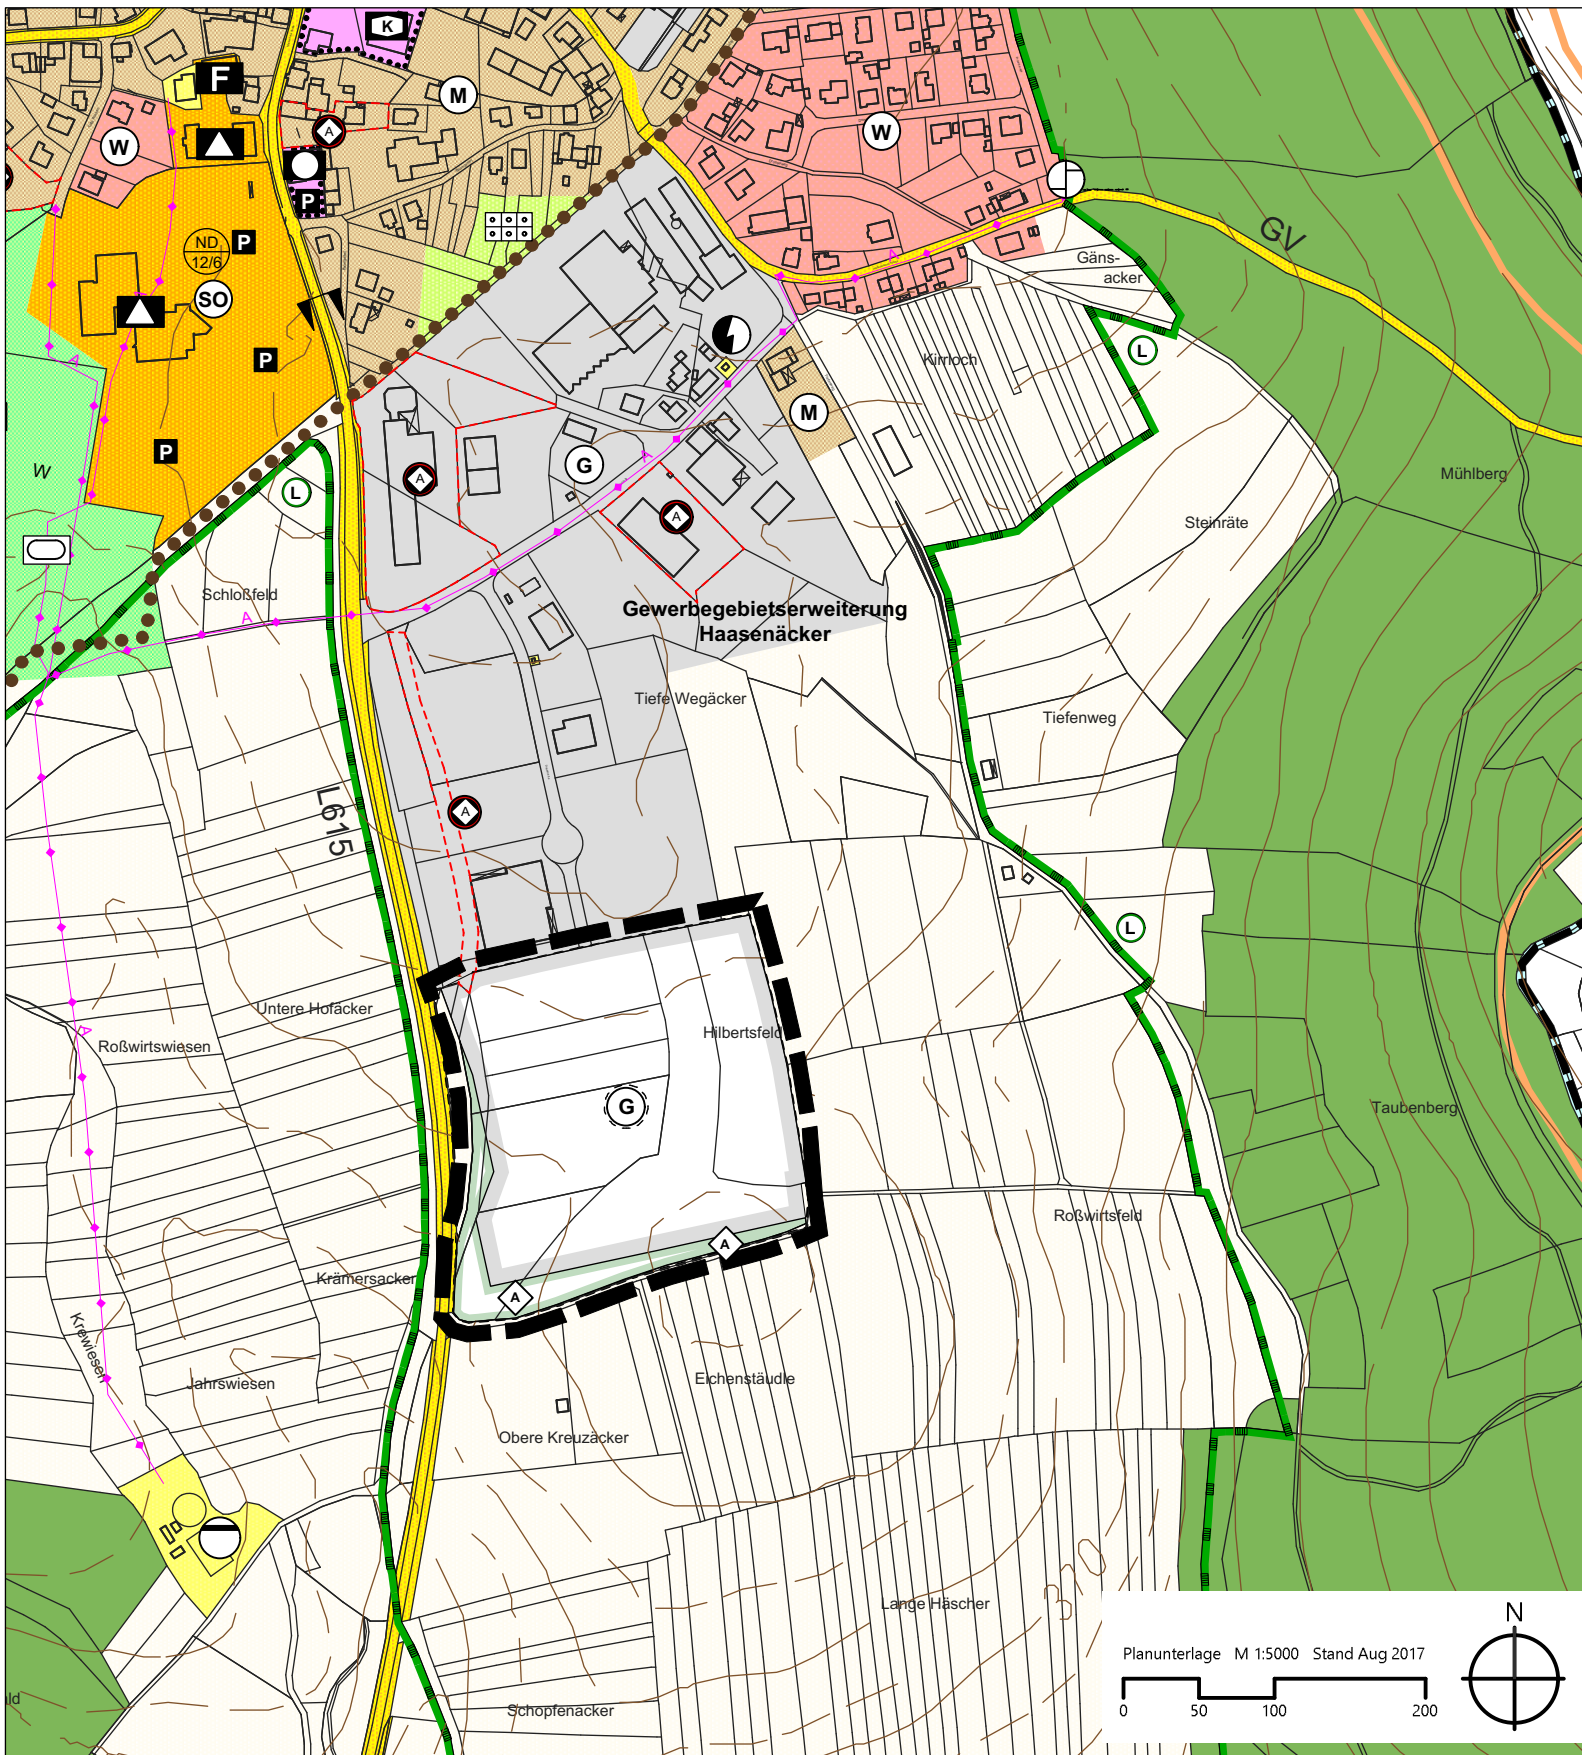 K
F
M
A
W
W
P
GV
ND
12/6
P
SO
Gäns-
acker
A
L
P
A
Kirrloch
M
P
W
A
G
A
L
Mühlberg
A
Steinräte
Schloßfeld
A
Gewerbegebietserweiterung
Haasenäcker
Tiefe Wegäcker
Tiefenweg
L615
A
L
Untere Hofäcker
Roßwirtswiesen
A
Hilbertsfeld
G
Taubenberg
Roßwirtsfeld
A
Krämersacker
A
Krewiesen
Jahrswiesen
Eichenstäudle
Obere Kreuzäcker
Lange Häscher
N
Planunterlage M 1:5000 Stand Aug 2017
0 50 100 200
ld
Schopfenacker